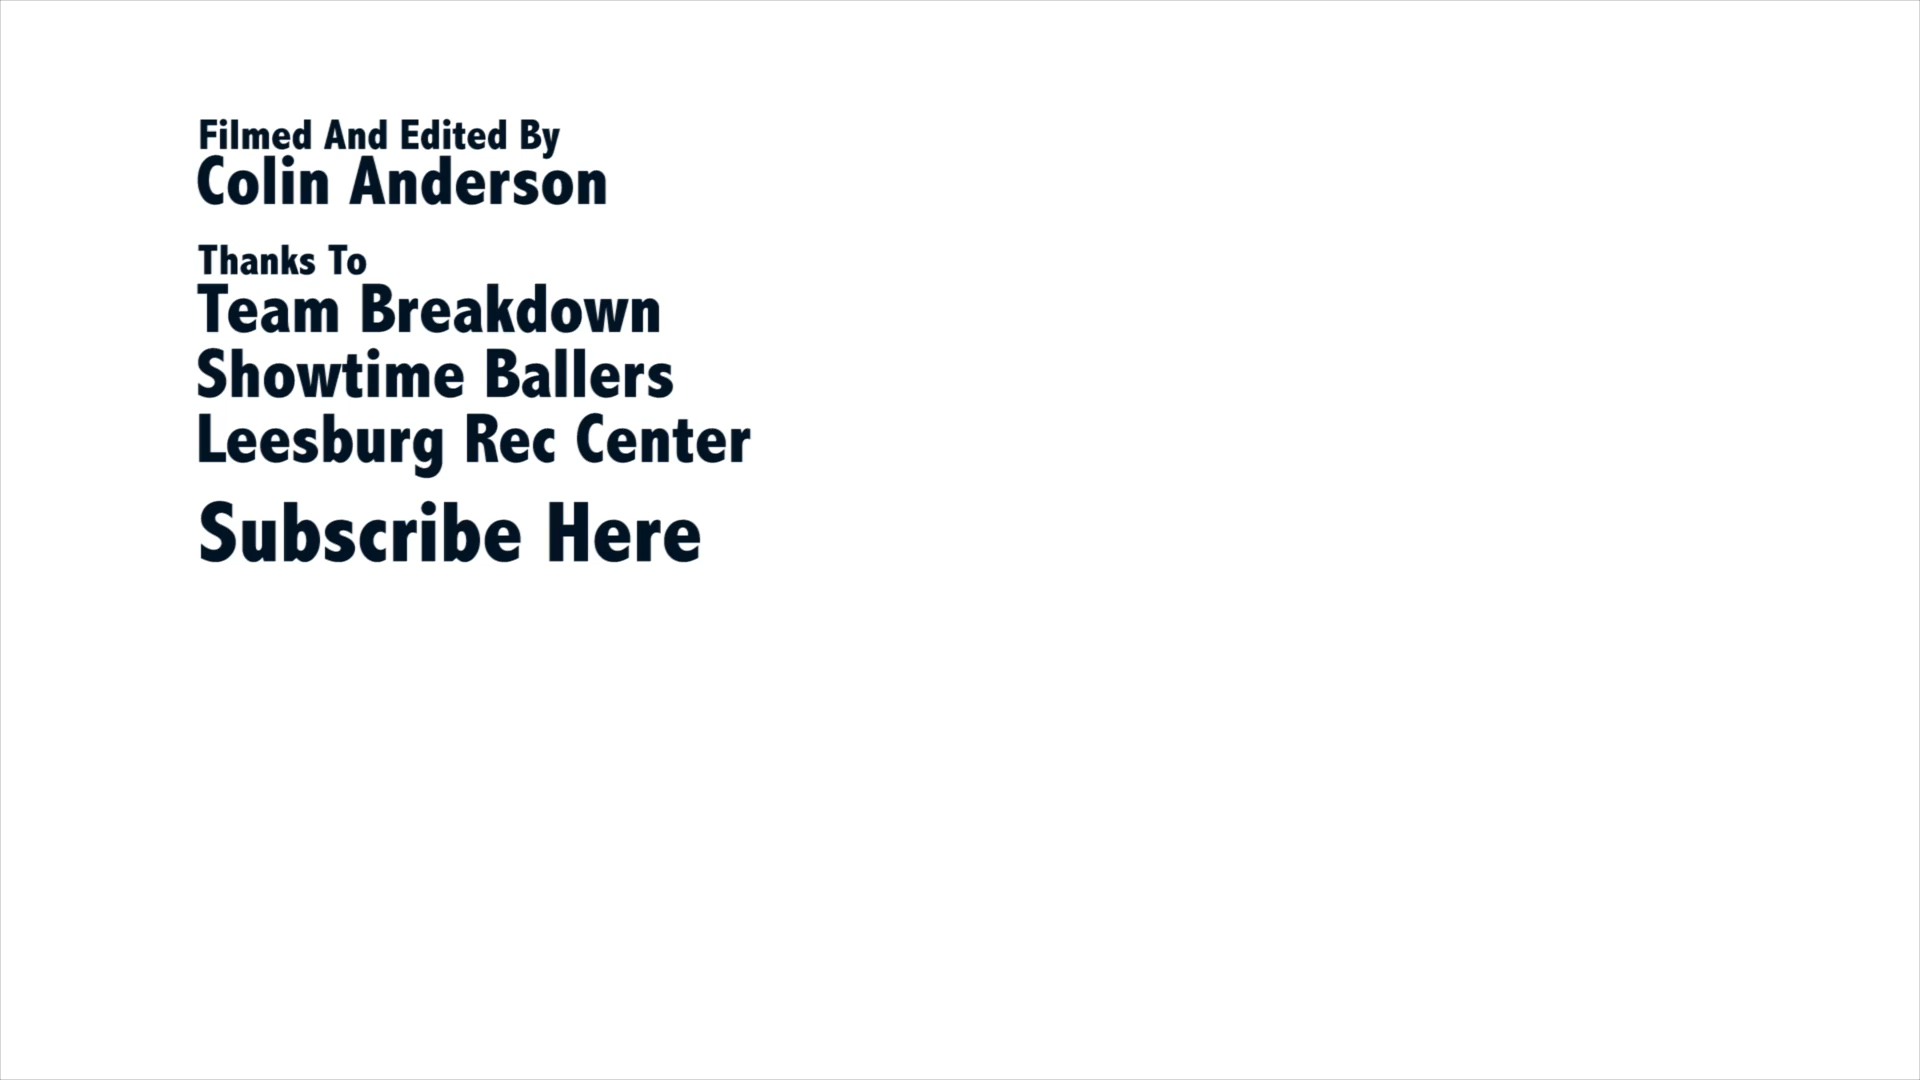 Filmed And Edited By
Colin Anderson
Thanks To
Team Breakdown
Showtime Ballers
Leesburg Rec Center
Subscribe Here